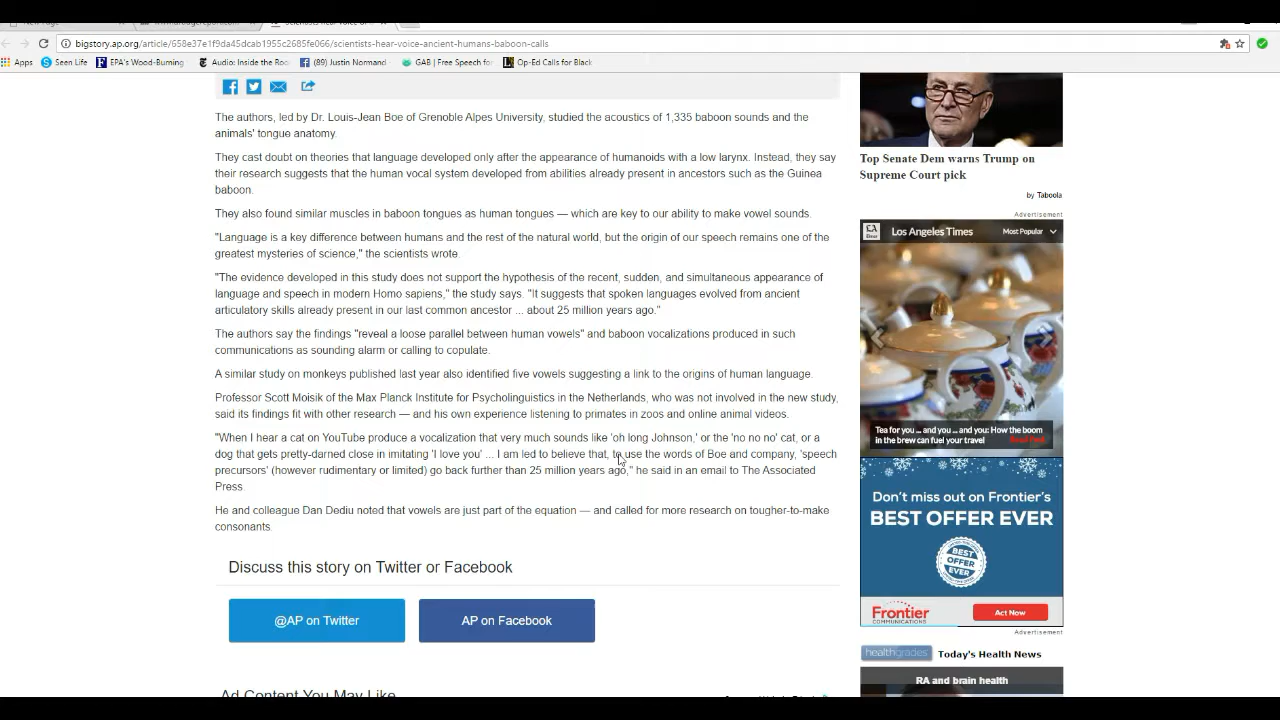 bigstory.ap.org/article/658e37e1f9da45dcab1955c2685fe066/scientists-hear-voice-ancient-humans-baboon-calls
Apps Seen Life EPA's Wood-Burning Audio: Inside the Roo (89) Justin Normand GAB | Free Speech for Op-Ed Calls for Black
The authors, led by Dr. Louis-Jean Boe of Grenoble Alpes University, studied the acoustics of 1,335 baboon sounds and the
animals' tongue anatomy.
They cast doubt on theories that language developed only after the appearance of humanoids with a low larynx. Instead, they say
their research suggests that the human vocal system developed from abilities already present in ancestors such as the Guinea
baboon.
They also found similar muscles in baboon tongues as human tongues — which are key to our ability to make vowel sounds.
"Language is a key difference between humans and the rest of the natural world, but the origin of our speech remains one of the
greatest mysteries of science," the scientists wrote.
"The evidence developed in this study does not support the hypothesis of the recent, sudden, and simultaneous appearance of
language and speech in modern Homo sapiens," the study says. "It suggests that spoken languages evolved from ancient
articulatory skills already present in our last common ancestor ... about 25 million years ago."
The authors say the findings "reveal a loose parallel between human vowels" and baboon vocalizations produced in such
communications as sounding alarm or calling to copulate.
A similar study on monkeys published last year also identified five vowels suggesting a link to the origins of human language.
Professor Scott Moisik of the Max Planck Institute for Psycholinguistics in the Netherlands, who was not involved in the new study,
said its findings fit with other research — and his own experience listening to primates in zoos and online animal videos.
"When I hear a cat on YouTube produce a vocalization that very much sounds like 'oh long Johnson,' or the 'no no no' cat, or a
dog that gets pretty-darned close in imitating 'I love you' ... I am led to believe that, to use the words of Boe and company, 'speech
precursors' (however rudimentary or limited) go back further than 25 million years ago," he said in an email to The Associated
Press.
He and colleague Dan Dediu noted that vowels are just part of the equation — and called for more research on tougher-to-make
consonants.
Discuss this story on Twitter or Facebook
@AP on Twitter
AP on Facebook
Ad Content You May Like
Top Senate Dem warns Trump on
Supreme Court pick
by Taboola
Advertisement
Los Angeles Times Most Popular
Tea for you ... and you ... and you: How the boom
in the brew can fuel your travel Read Post
Don't miss out on Frontier's
BEST OFFER EVER
BEST
OFFER
EVER
Frontier
COMMUNICATIONS
Act Now
Advertisement
healthgrades Today's Health News
RA and brain health